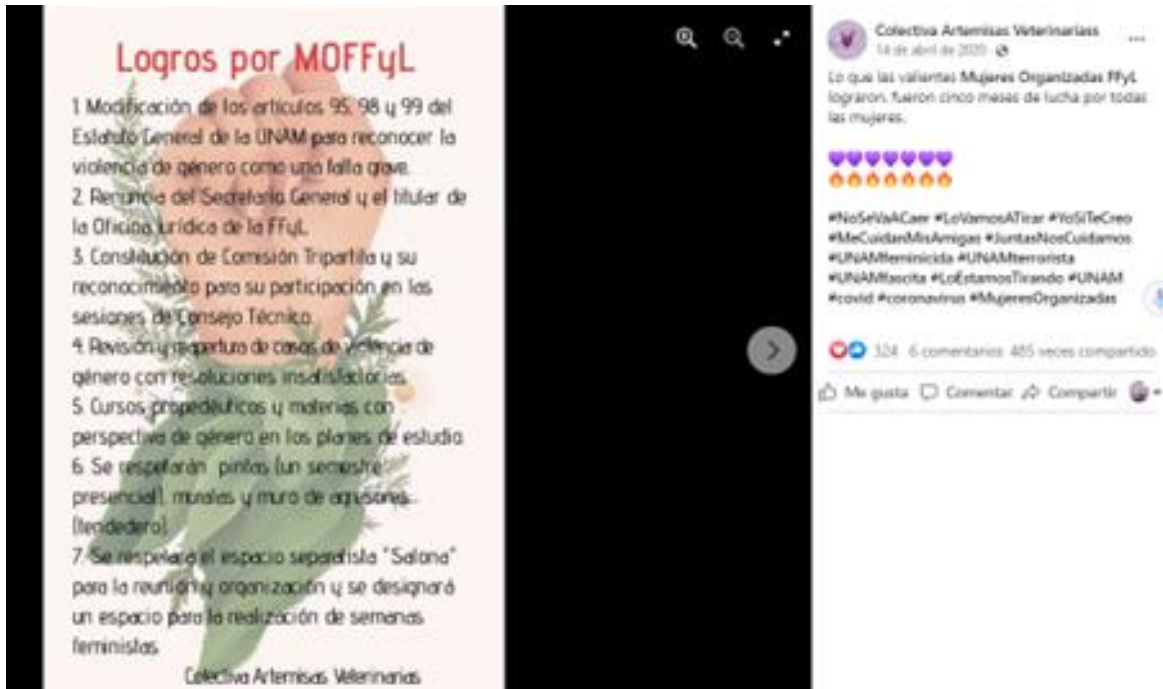 Logros por MOFFyL
1. Modificación de los artículos 95, 98 y 99 del
Estatuto General de la UNAM para reconocer la
violencia de género como una falta grave.
2. Renuncia del Secretario General y el titular de
la Oficina Jurídica de la FFyL.
3. Constitución de Comisión Tripartita y su
reconocimiento para su participación en las
sesiones de Consejo Técnico.
4. Revisión y reapertura de casos de violencia de
género con resoluciones insatisfactorias.
5. Cursos propedéuticos y materias con
perspectiva de género en los planes de estudio.
6. Se respetarán pintas (un semestre
presencial), murales y muro de agresores
(tendedero).
7. Se respetará el espacio separatista "Salona"
para la reunión y organización y se designará
un espacio para la realización de semanas
feministas.
Colectiva Artemisas Veterinarias
Colectiva Artemisas Veterinariass
14 de abril de 2020
Lo que las valientes Mujeres Organizadas FFyL
lograron, fueron cinco meses de lucha por todas
las mujeres.
💜💜💜💜💜💜💜
🔥🔥🔥🔥🔥🔥🔥
#NoSeVaACaer #LoVamosATirar #YoSiTeCreo
#MeCuidanMisAmigas #JuntasNosCuidamos
#UNAMfeminicida #UNAMterrorista
#UNAMfascita #LoEstamosTirando #UNAM
#covid #coronavirus #MujeresOrganizadas
324 6 comentarios 485 veces compartido
Me gusta Comentar Compartir